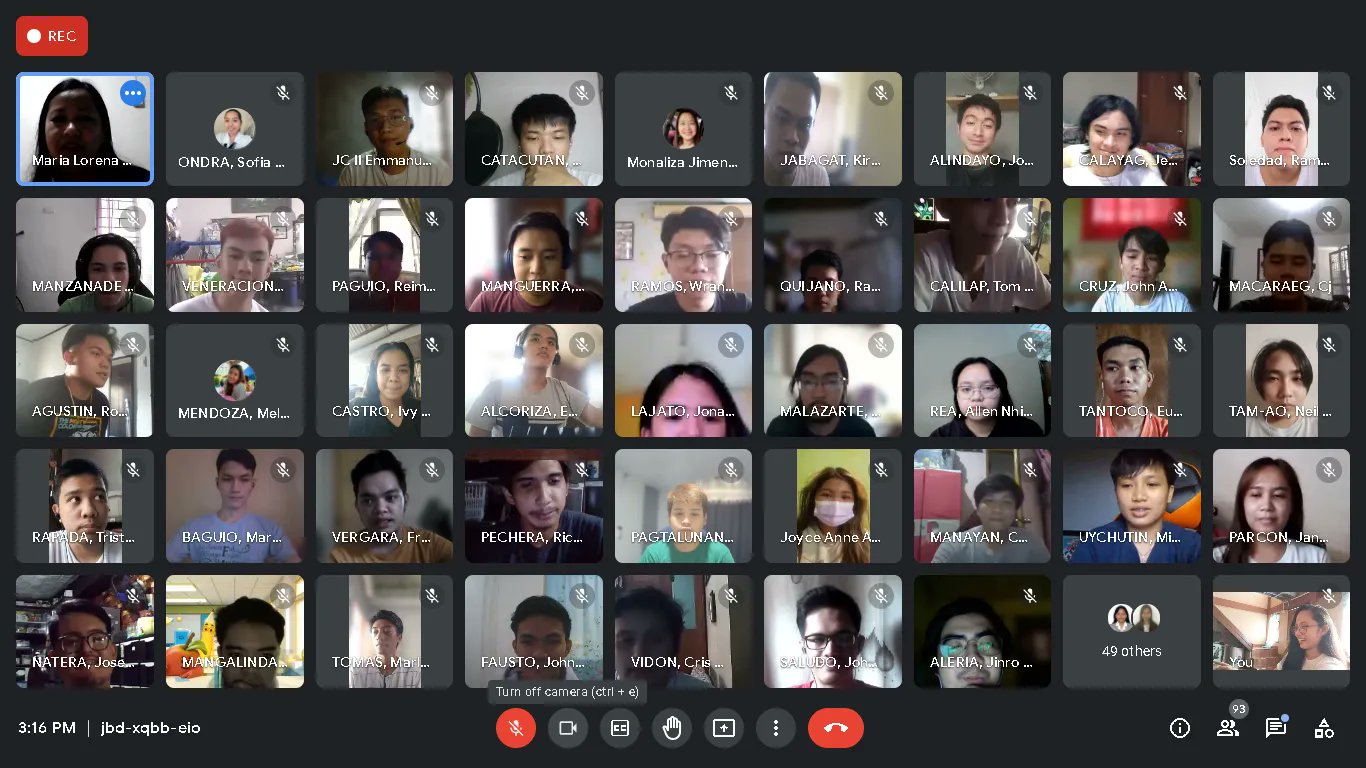 REC
Maria Lorena ...
ONDRA, Sofia ...
JC II Emmanu...
CATACUTAN, ...
Monaliza Jimen...
JABAGAT, Kir...
ALINDAYO, Jo...
CALAYAG, Je...
Soledad, Ram...
MANZANADE...
VENERACION...
PAGUIO, Reim...
MANGUERRA,...
RAMOS, Wran...
QUIJANO, Ra...
CALILAP, Tom ...
CRUZ, John A...
MACARAEG, Cj
AGUSTIN, Ro...
MENDOZA, Mel...
CASTRO, Ivy ...
ALCORIZA, E...
LAJATO, Jona...
MALAZARTE, ...
REA, Allen Nhi...
TANTOCO, Eu...
TAM-AO, Neil ...
RAPADA, Trist...
BAGUIO, Mar...
VERGARA, Fr...
PECHERA, Ric...
PAGTALUNAN...
Joyce Anne A...
MANAYAN, C...
UYCHUTIN, Mi...
PARCON, Jan...
NATERA, Jose...
MANGALINDA...
TOMAS, Marl...
FAUSTO, John...
VIDON, Cris ...
SALUDO, Joh...
ALERIA, Jinro ...
49 others
You
Turn off camera (ctrl + e)
3:16 PM | jbd-xqbb-eio
93